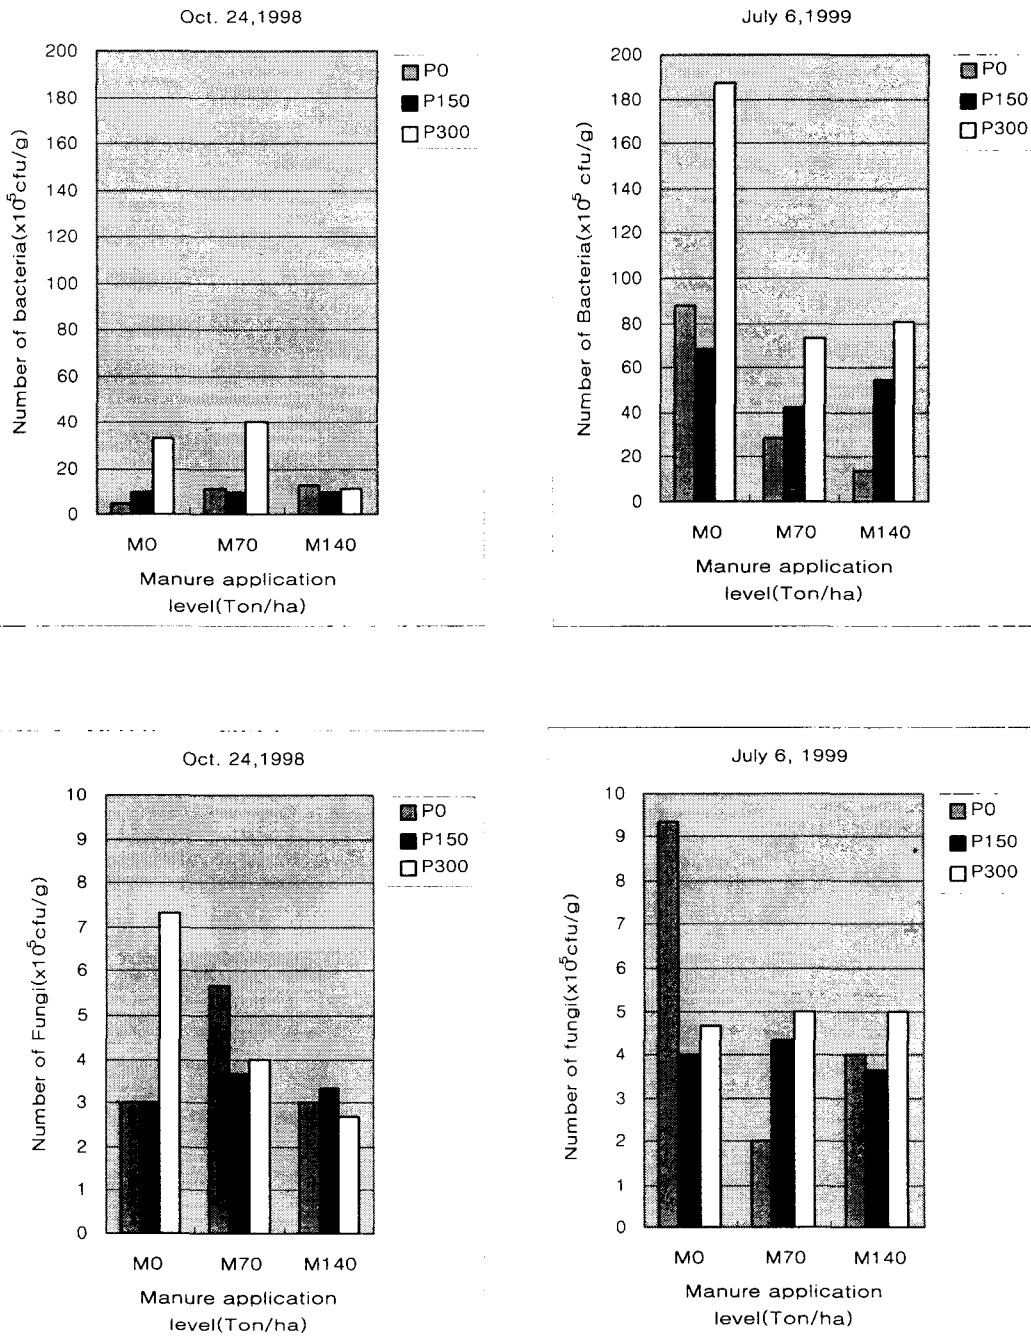 Oct. 24,1998
200
180
160
140
120
100
80
60
40
20
0
Number of bacteria(x10⁵cfu/g)
P0
P150
P300
M0 M70 M140
Manure application
level(Ton/ha)
July 6,1999
200
180
160
140
120
100
80
60
40
20
0
Number of Bacteria(x10⁵ cfu/g)
P0
P150
P300
M0 M70 M140
Manure application
level(Ton/ha)
Oct. 24,1998
10
9
8
7
6
5
4
3
2
1
0
Number of Fungi(x10⁵cfu/g)
P0
P150
P300
M0 M70 M140
Manure application
level(Ton/ha)
July 6, 1999
10
9
8
7
6
5
4
3
2
1
0
Number of fungi(x10⁵cfu/g)
P0
P150
P300
M0 M70 M140
Manure application
level(Ton/ha)